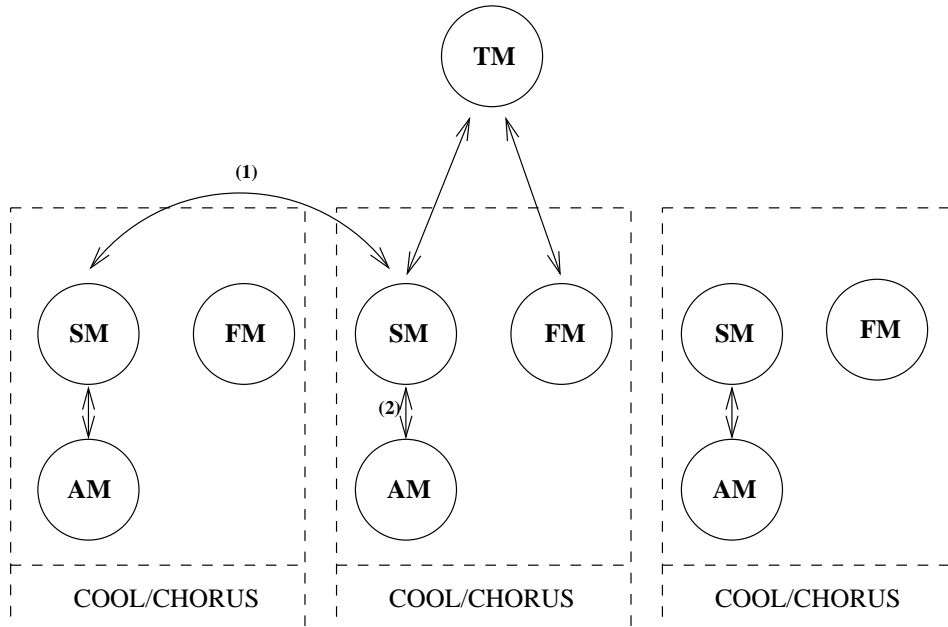 TM
(1)
SM
FM
SM
FM
SM
FM
(2)
AM
AM
AM
COOL/CHORUS
COOL/CHORUS
COOL/CHORUS